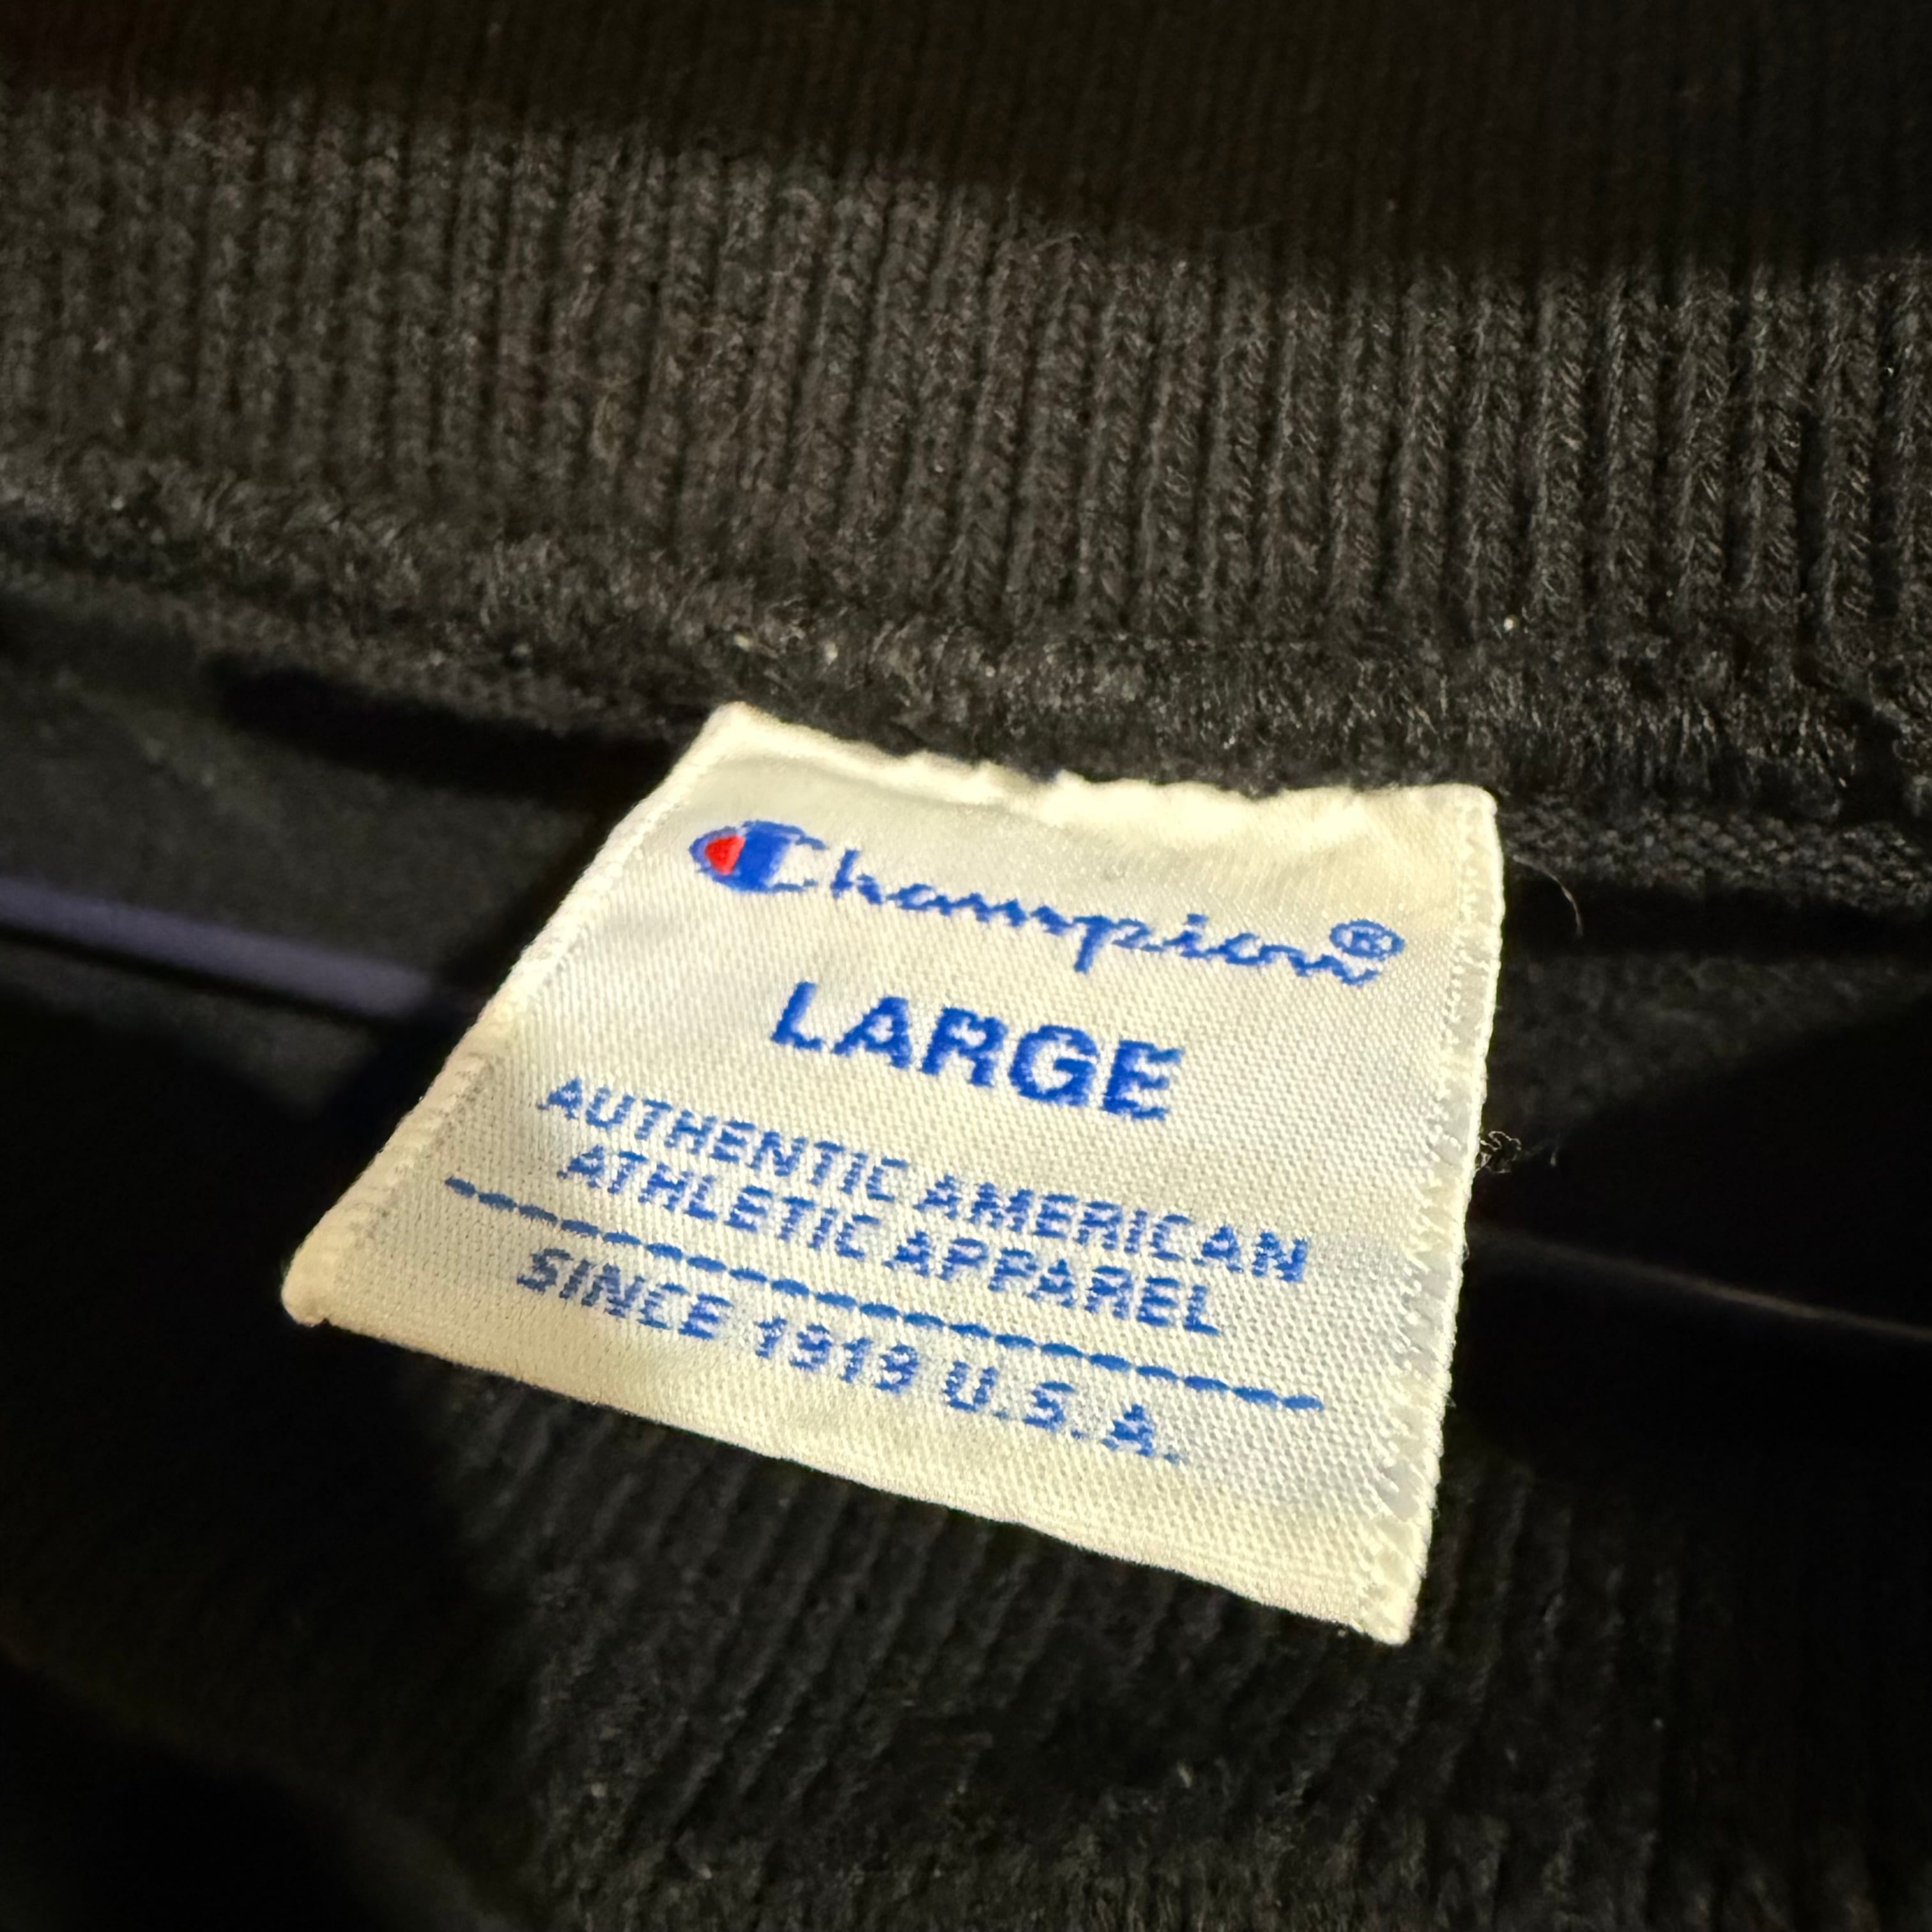 Champion®
LARGE
AUTHENTIC AMERICAN
ATHLETIC APPAREL
SINCE 1919 U.S.A.